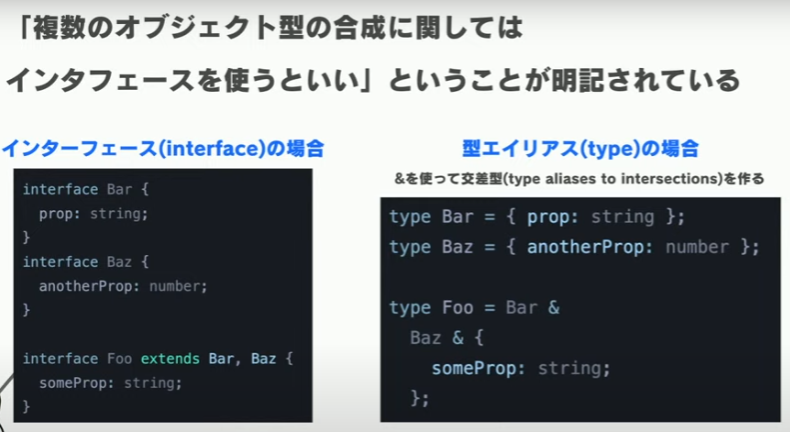 「複数のオブジェクト型の合成に関しては
インタフェースを使うといい」ということが明記されている
インターフェース(interface)の場合
interface Bar {
  prop: string;
}
interface Baz {
  anotherProp: number;
}

interface Foo extends Bar, Baz {
  someProp: string;
}
型エイリアス(type)の場合
&を使って交差型(type aliases to intersections)を作る
type Bar = { prop: string };
type Baz = { anotherProp: number };

type Foo = Bar &
  Baz & {
    someProp: string;
  };